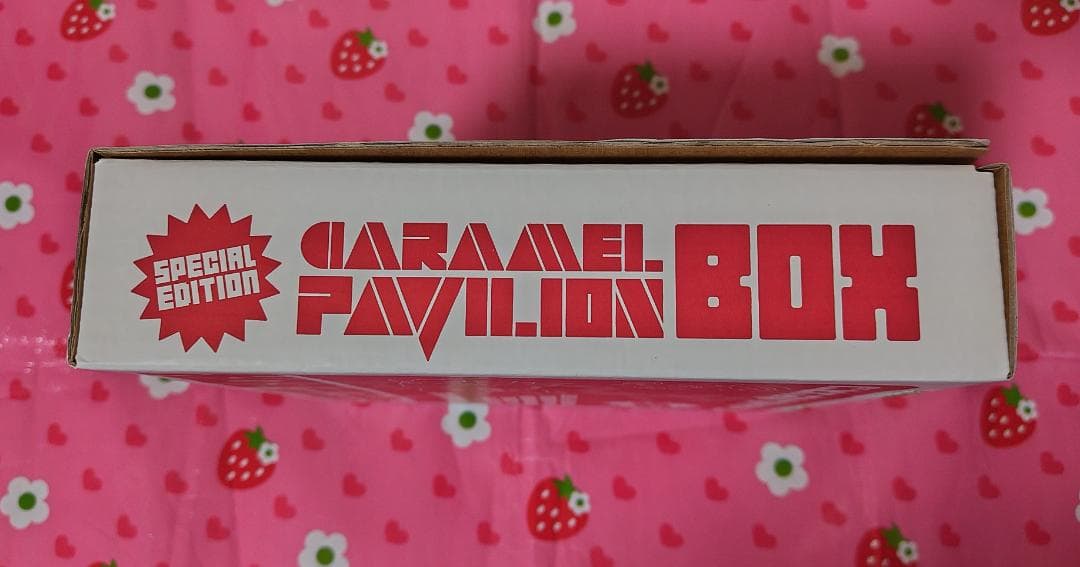 SPECIAL
EDITION
CARAMEL
PAVILION
BOX